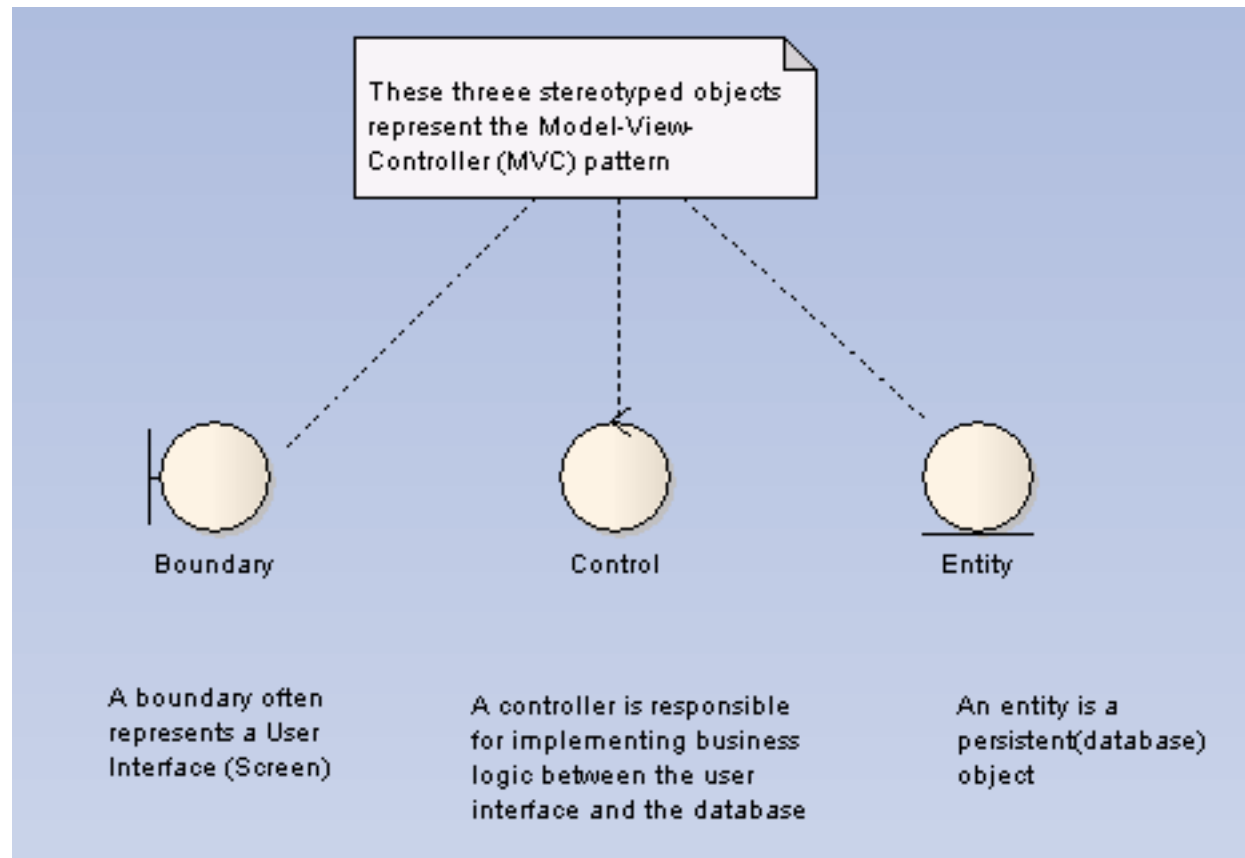 These threee stereotyped objects
represent the Model-View-
Controller (MVC) pattern
Boundary
Control
Entity
A boundary often
represents a User
Interface (Screen)
A controller is responsible
for implementing business
logic between the user
interface and the database
An entity is a
persistent(database)
object